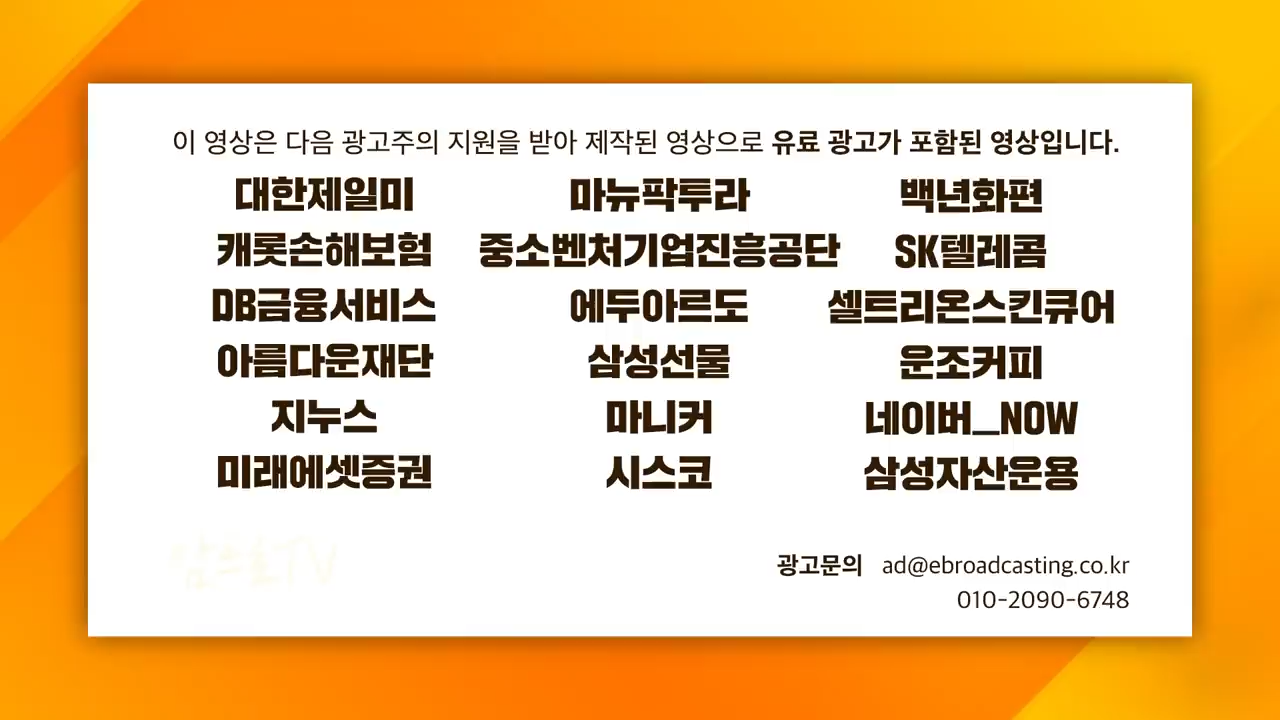 이 영상은 다음 광고주의 지원을 받아 제작된 영상으로 유료 광고가 포함된 영상입니다.
대한제일미 마뉴팍투라 백년화편
캐롯손해보험 중소벤처기업진흥공단 SK텔레콤
DB금융서비스 에두아르도 셀트리온스킨큐어
아름다운재단 삼성선물 운조커피
지누스 마니커 네이버_NOW
미래에셋증권 시스코 삼성자산운용
광고문의 ad@ebroadcasting.co.kr
010-2090-6748